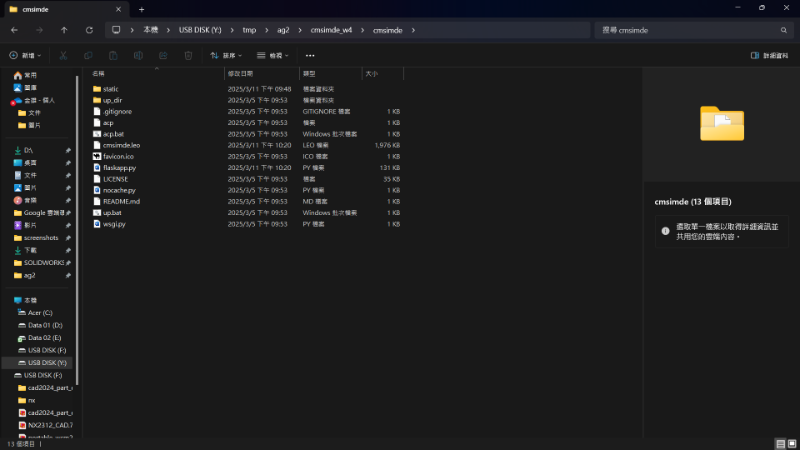 cmsimde
本機 > USB DISK (Y:) > tmp > ag2 > cmsimde_w4 > cmsimde >
搜尋 cmsimde
新增
排序
檢視
詳細資料
常用
圖庫
個人
文件
圖片
D:\
桌面
文件
圖片
音樂
Google 雲端硬
影片
screenshots
下載
SOLIDWORKS
ag2
本機
Acer (C:)
Data 01 (D:)
Data 02 (E:)
USB DISK (F:)
USB DISK (Y:)
USB DISK (F:)
cad2024_part_
nx
cad2024_part_
NX2312_CAD.7
名稱 修改日期 類型 大小
static 2025/3/11 下午 09:48 檔案資料夾
up_dir 2025/3/5 下午 09:53 檔案資料夾
.gitignore 2025/3/5 下午 09:53 GITIGNORE 檔案 1 KB
acp 2025/3/5 下午 09:53 檔案 1 KB
acp.bat 2025/3/5 下午 09:53 Windows 批次檔案 1 KB
cmsimde.leo 2025/3/11 下午 10:20 LEO 檔案 1,976 KB
favicon.ico 2025/3/5 下午 09:53 ICO 檔案 1 KB
flaskapp.py 2025/3/11 下午 10:20 PY 檔案 131 KB
LICENSE 2025/3/5 下午 09:53 檔案 35 KB
nocache.py 2025/3/5 下午 09:53 PY 檔案 1 KB
README.md 2025/3/5 下午 09:53 MD 檔案 1 KB
up.bat 2025/3/5 下午 09:53 Windows 批次檔案 1 KB
wsgi.py 2025/3/5 下午 09:53 PY 檔案 1 KB
cmsimde (13 個項目)
選取單一檔案以取得詳細資訊並
共用您的雲端內容。
13 個項目